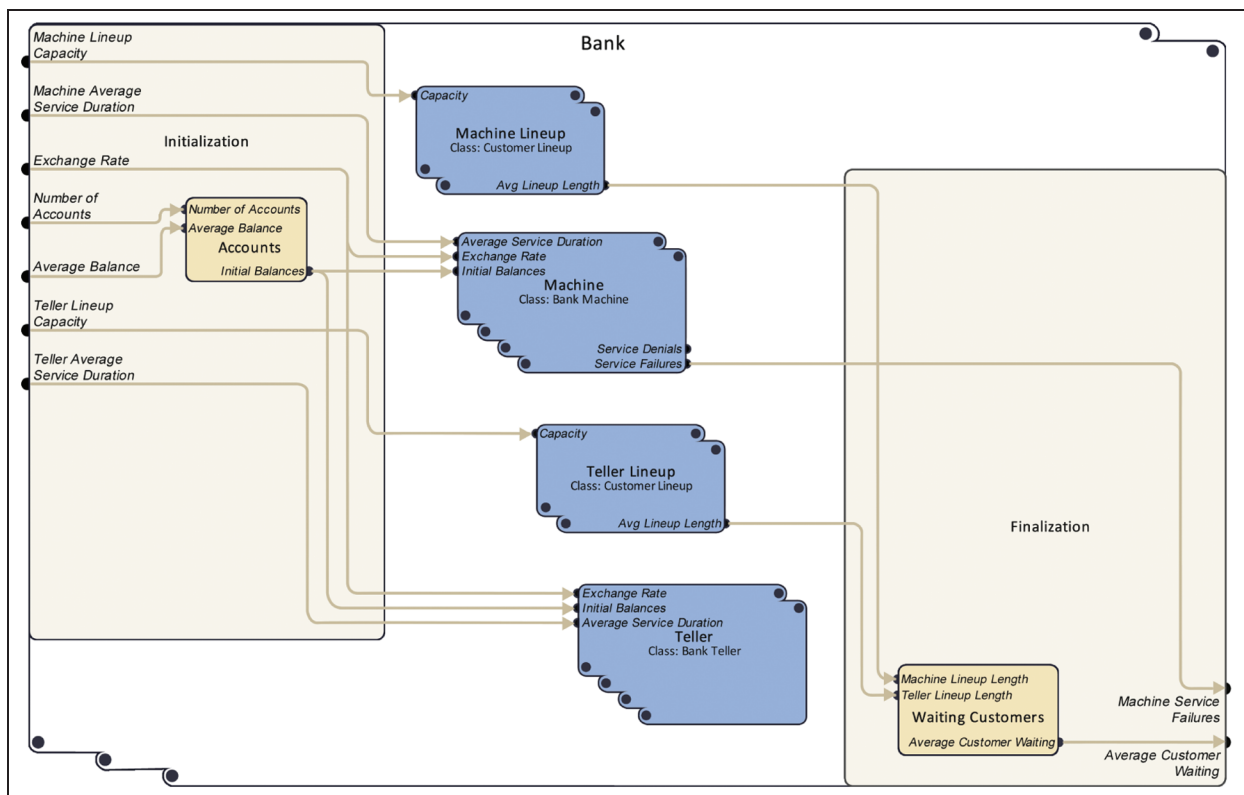 Bank
Machine Lineup
Capacity
Machine Average
Service Duration
Initialization
Exchange Rate
Number of
Accounts
Average Balance
Teller Lineup
Capacity
Teller Average
Service Duration
Number of Accounts
Average Balance
Accounts
Initial Balances
Capacity
Machine Lineup
Class: Customer Lineup
Avg Lineup Length
Average Service Duration
Exchange Rate
Initial Balances
Machine
Class: Bank Machine
Service Denials
Service Failures
Capacity
Teller Lineup
Class: Customer Lineup
Avg Lineup Length
Exchange Rate
Initial Balances
Average Service Duration
Teller
Class: Bank Teller
Finalization
Machine Lineup Length
Teller Lineup Length
Waiting Customers
Average Customer Waiting
Machine Service
Failures
Average Customer
Waiting